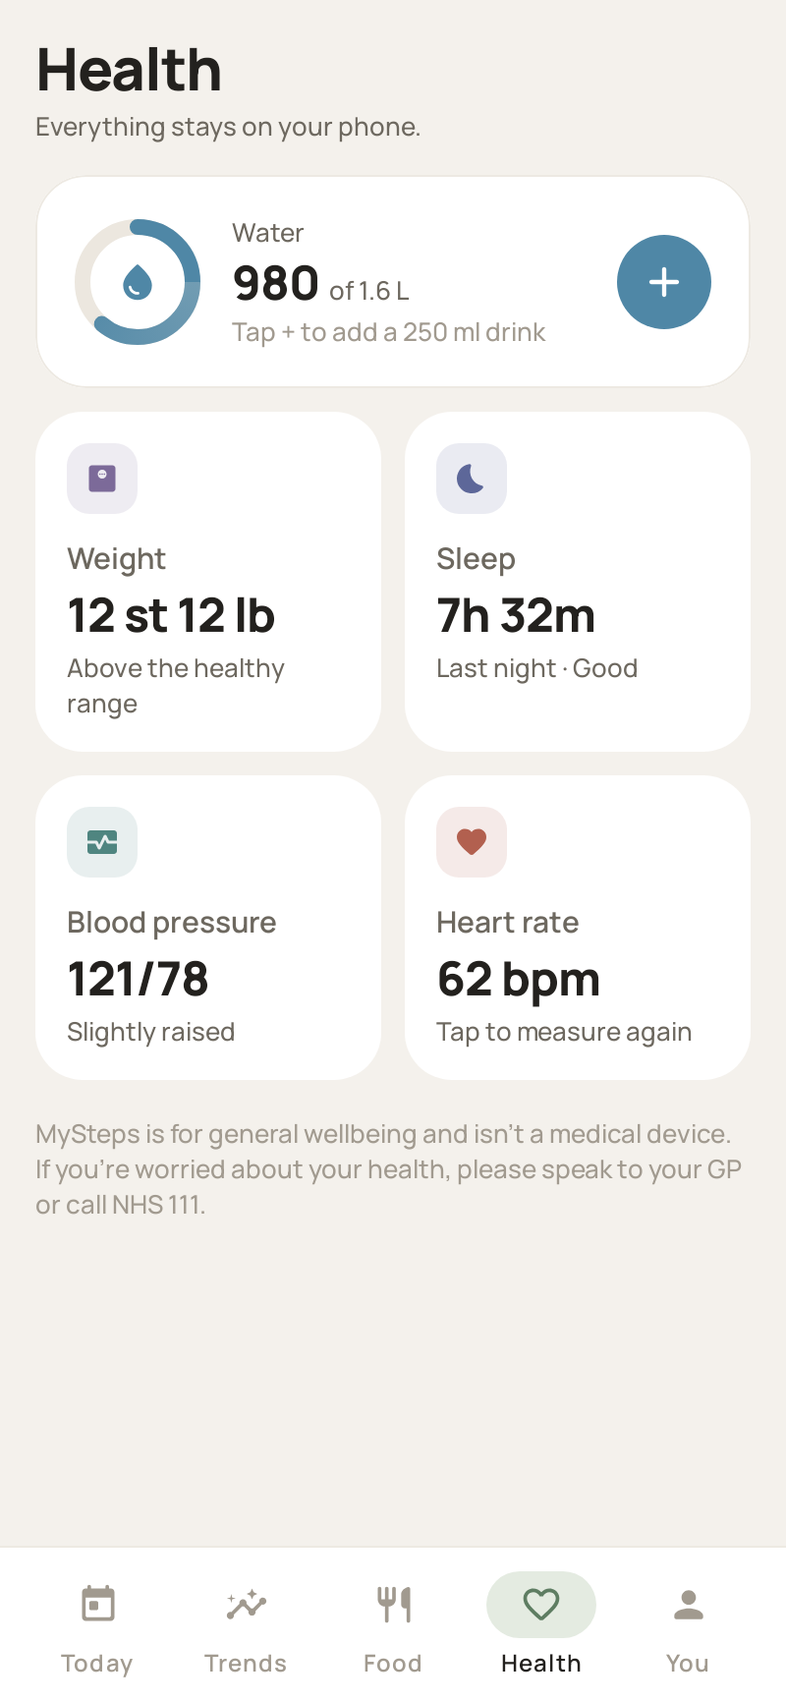 Health
Everything stays on your phone.
Water
980 of 1.6 L
Tap + to add a 250 ml drink
Weight
12 st 12 lb
Above the healthy
range
Sleep
7h 32m
Last night · Good
Blood pressure
121/78
Slightly raised
Heart rate
62 bpm
Tap to measure again
MySteps is for general wellbeing and isn’t a medical device.
If you’re worried about your health, please speak to your GP
or call NHS 111.
Today
Trends
Food
Health
You